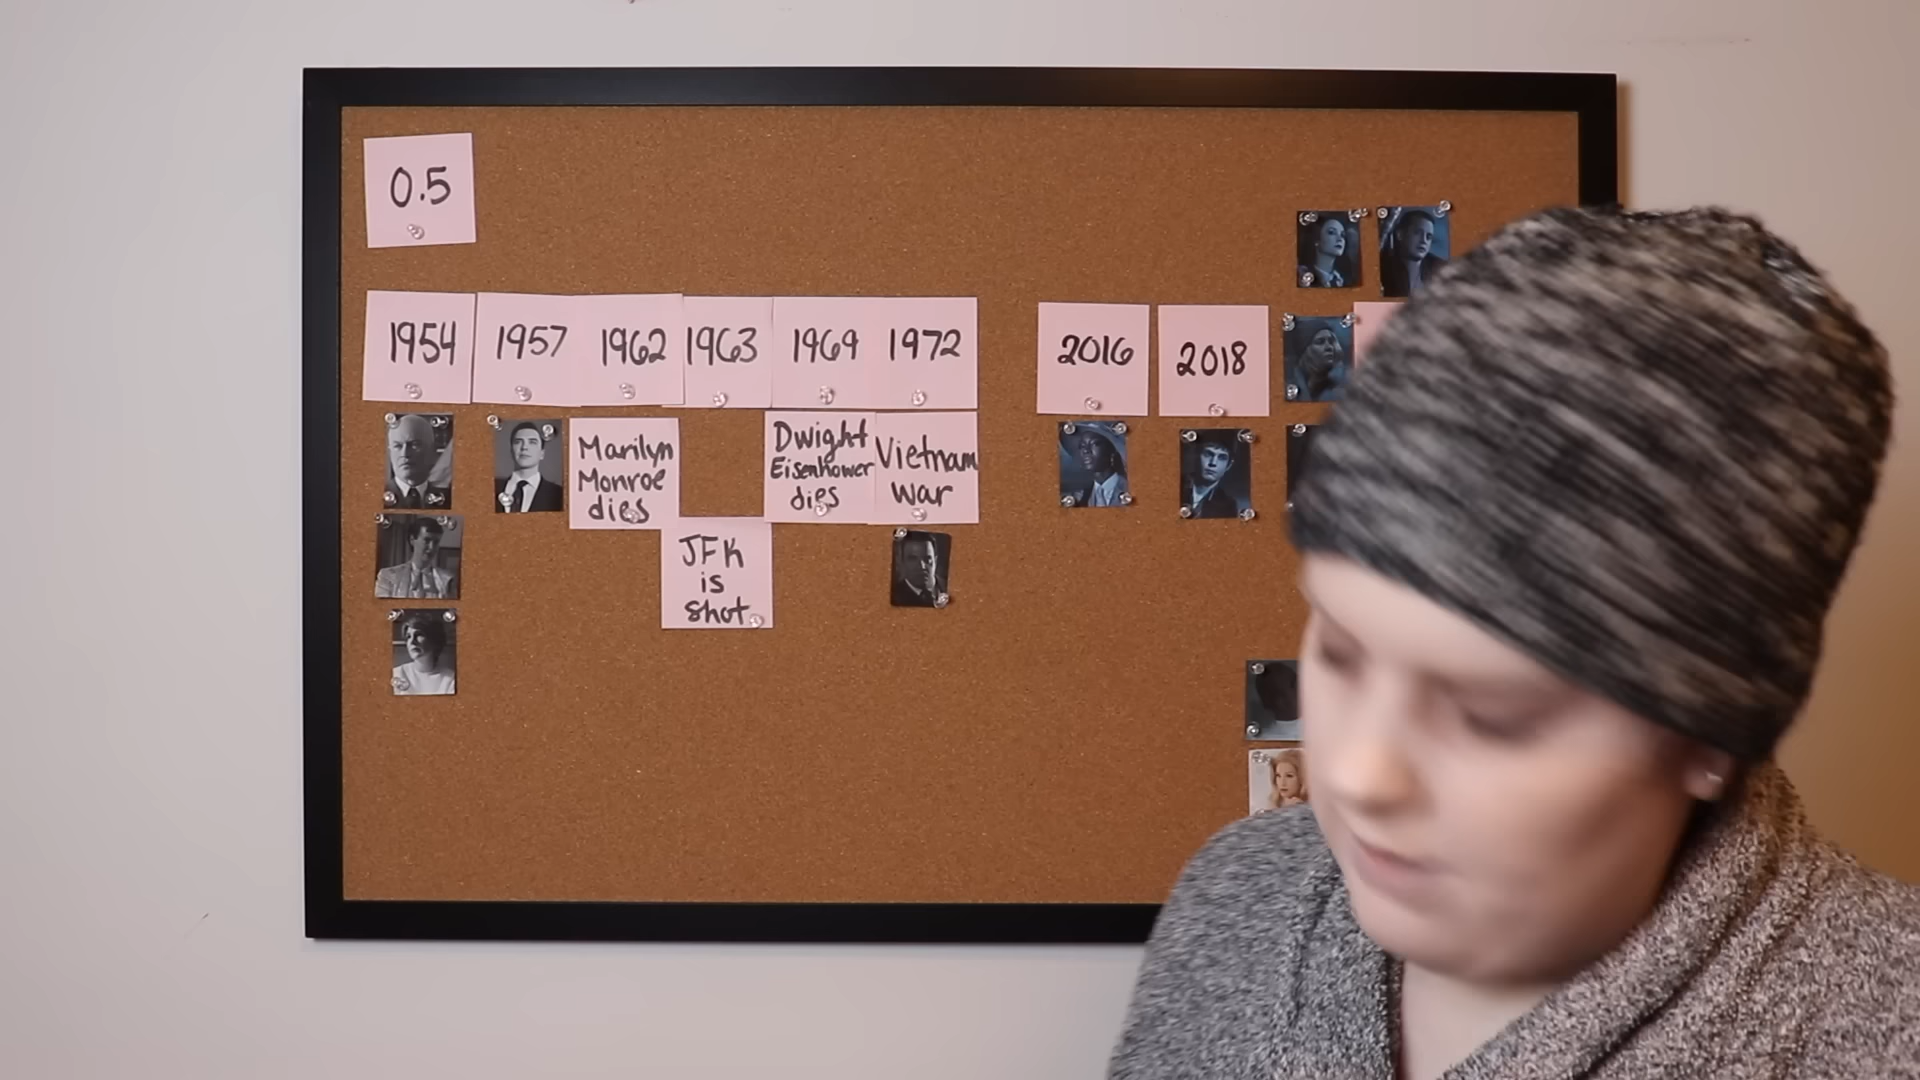 0.5
1954
1957
1962
1963
1969
1972
2016
2018
Marilyn
Monroe
dies
JFK
is
shot
Dwight
Eisenhower
dies
Vietnam
war